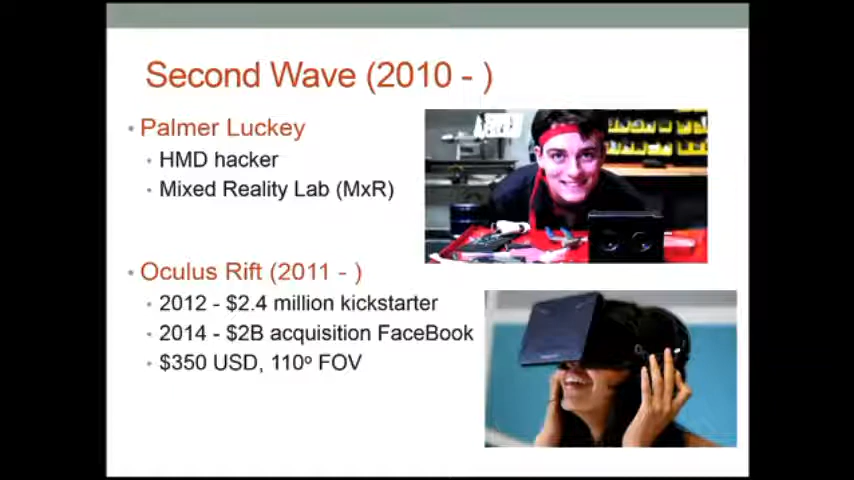 Second Wave (2010 - )
• Palmer Luckey
• HMD hacker
• Mixed Reality Lab (MxR)
• Oculus Rift (2011 - )
• 2012 - $2.4 million kickstarter
• 2014 - $2B acquisition FaceBook
• $350 USD, 110º FOV